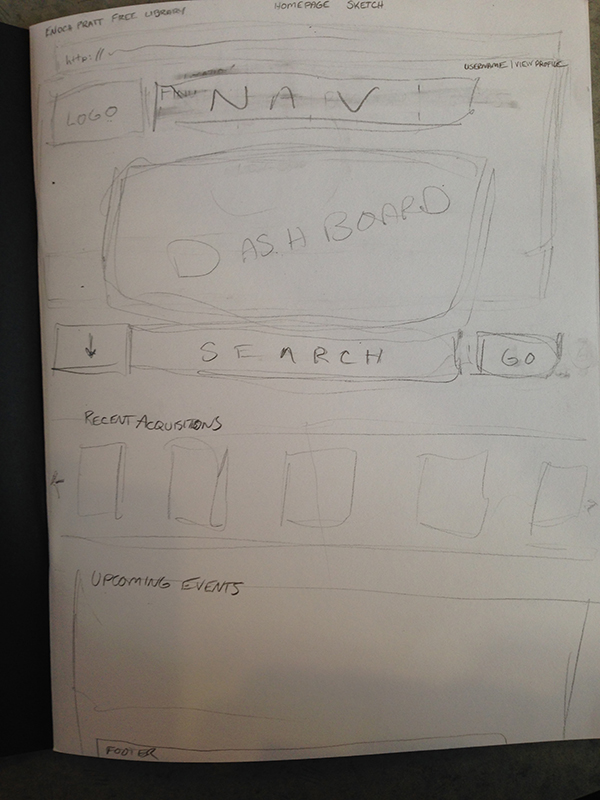 ENOCH PRATT FREE LIBRARY
HOMEPAGE SKETCH
http://
USERNAME | VIEW PROFILE
LOGO
NAV
DASHBOARD
↓ SEARCH GO
RECENT ACQUISITONS
UPCOMING EVENTS
FOOTER